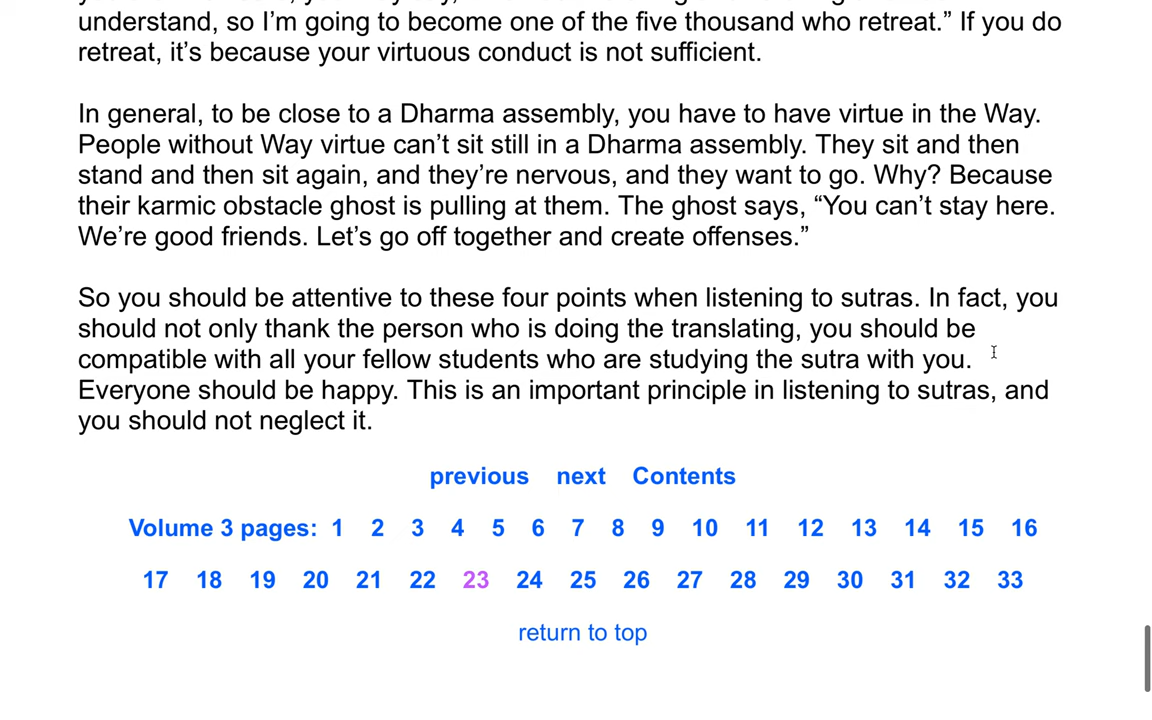 understand, so I’m going to become one of the five thousand who retreat.” If you do
retreat, it’s because your virtuous conduct is not sufficient.
In general, to be close to a Dharma assembly, you have to have virtue in the Way.
People without Way virtue can’t sit still in a Dharma assembly. They sit and then
stand and then sit again, and they’re nervous, and they want to go. Why? Because
their karmic obstacle ghost is pulling at them. The ghost says, “You can’t stay here.
We’re good friends. Let’s go off together and create offenses.”
So you should be attentive to these four points when listening to sutras. In fact, you
should not only thank the person who is doing the translating, you should be
compatible with all your fellow students who are studying the sutra with you.
Everyone should be happy. This is an important principle in listening to sutras, and
you should not neglect it.
previous next Contents
Volume 3 pages: 1 2 3 4 5 6 7 8 9 10 11 12 13 14 15 16
17 18 19 20 21 22 23 24 25 26 27 28 29 30 31 32 33
return to top